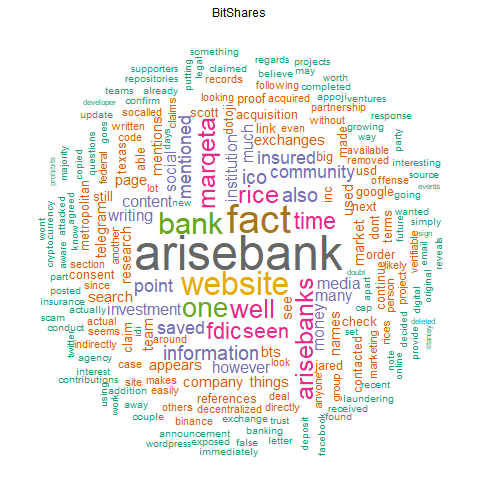 BitShares
something
supporters projects
regards
putting legal claimed believe may worth
repositories records following completed
teams already looking proof acquired appoji ventures
developer confirm claims scott acquisition partnership response
update socalled dotoji without growing
written mentions days link even made big available way party
goes code able mentioned much exchanges removed interesting
prohibits questions federal texas page social institution insured usd offense source
majority copied lot marqeta ico community google going events
wont know agreed still content new rice also used next wanted
cryptocurrency aware attacked metropolitan telegram writing bank fact time market dont terms simply future
another research arisebank inc order verifiable email reveals
section consent since point website media likely doubt original
part posted search one well arisebanks many continue person project digital
insurance actually investment saved fdic seen see money cap apart decided deleted
scam actual team information bts check current rices provide stanley
conduct seems claim idi around however names set note online
twitter indirectly appears look jared contacted marketing
agency case site makes company things anyone group recent
contributions interest addition easily references deal laundering
using work away others decentralized directly received
couple binance exchange trust facebook found
announcement banking deposit
wordpress exposed false letter
immediately